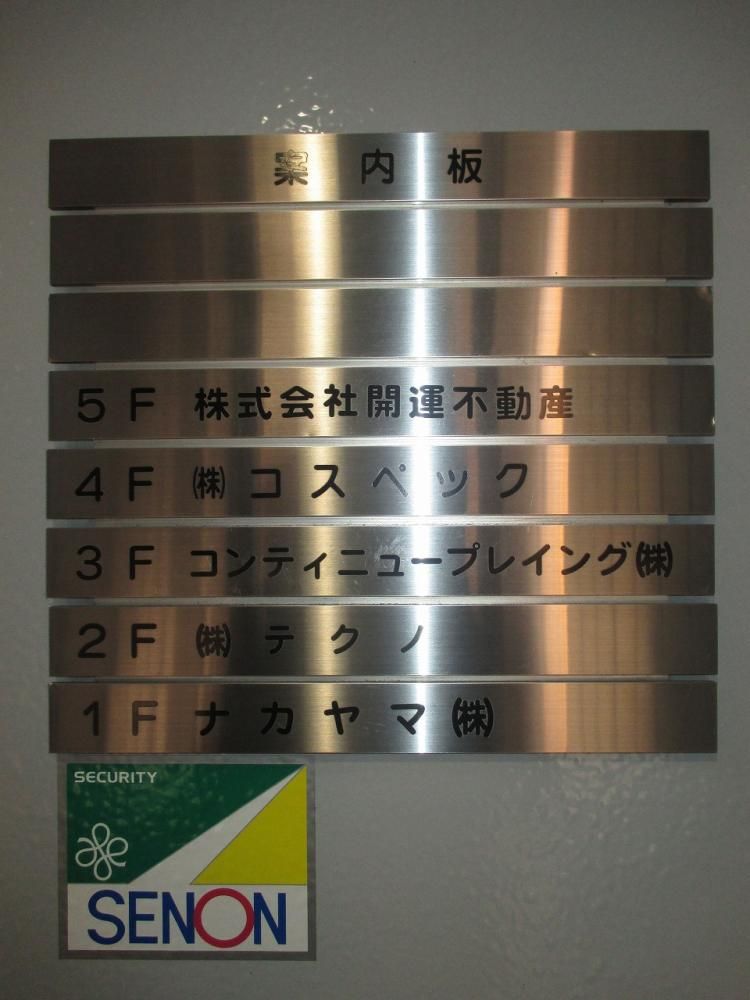 案内板
5F 株式会社開運不動産
4F ㈱コスペック
3F コンティニュープレイング㈱
2F ㈱テクノ
1F ナカヤマ㈱
SECURITY
SENON